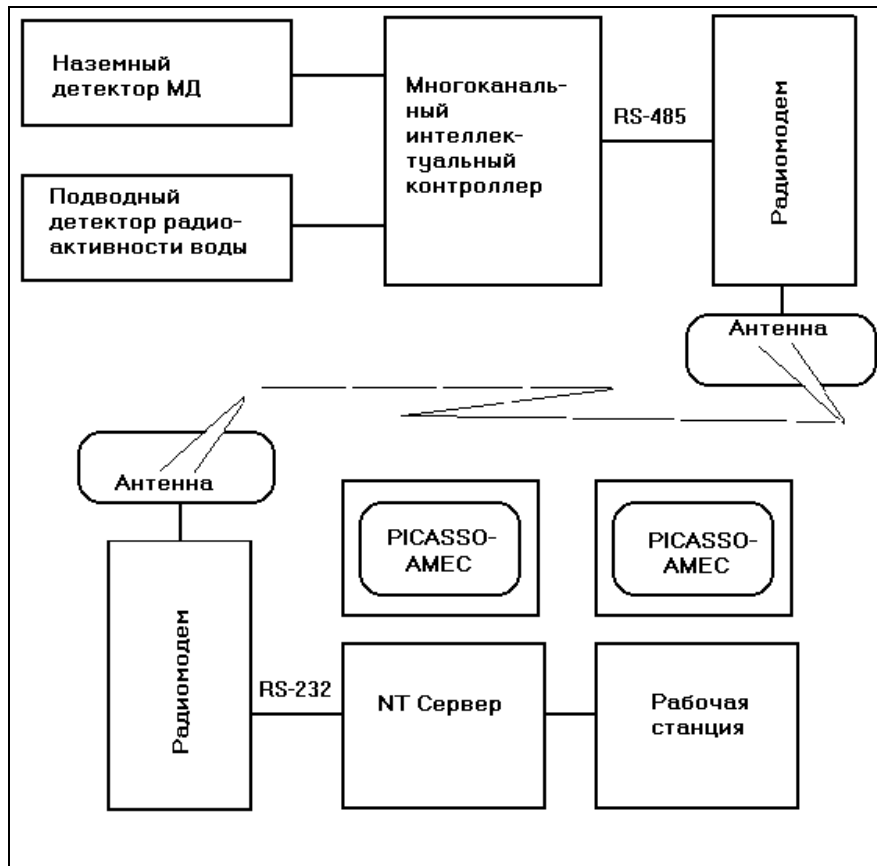 Наземный
детектор МД
Подводный
детектор радио-
активности воды
Многоканаль-
ный
интеллек-
туальный
контроллер
RS-485
Радиомодем
Антенна
Антенна
Радиомодем
RS-232
PICASSO-
AMEC
PICASSO-
AMEC
NT Сервер
Рабочая
станция